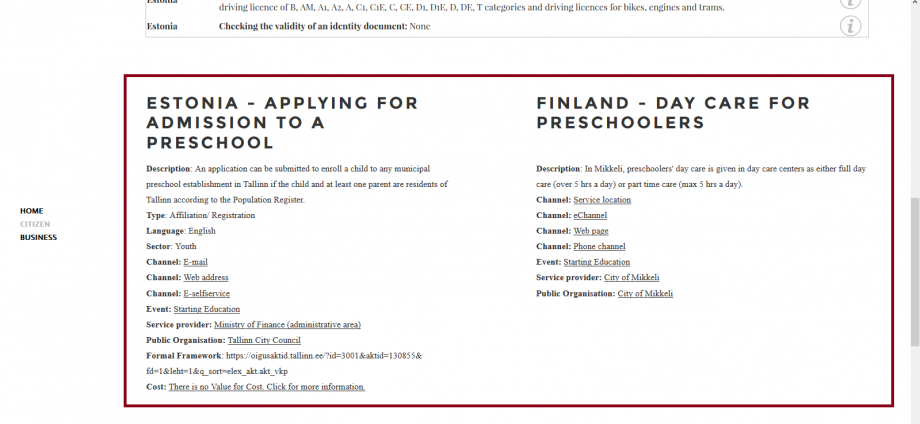 Estonia
driving licence of B, AM, A1, A2, A, C1, C1E, C, CE, D1, D1E, D, DE, T categories and driving licences for bikes, engines and trams.
i
Estonia Checking the validity of an identity document: None
i
HOME
CITIZEN
BUSINESS
ESTONIA - APPLYING FOR
ADMISSION TO A
PRESCHOOL
Description: An application can be submitted to enroll a child to any municipal
preschool establishment in Tallinn if the child and at least one parent are residents of
Tallinn according to the Population Register.
Type: Affiliation/ Registration
Language: English
Sector: Youth
Channel: E-mail
Channel: Web address
Channel: E-selfservice
Event: Starting Education
Service provider: Ministry of Finance (administrative area)
Public Organisation: Tallinn City Council
Formal Framework: https://oigusaktid.tallinn.ee/?id=3001&aktid=130855&
fd=1&leht=1&q_sort=elex_akt.akt_vkp
Cost: There is no Value for Cost. Click for more information.
FINLAND - DAY CARE FOR
PRESCHOOLERS
Description: In Mikkeli, preschoolers' day care is given in day care centers as either full day
care (over 5 hrs a day) or part time care (max 5 hrs a day).
Channel: Service location
Channel: eChannel
Channel: Web page
Channel: Phone channel
Event: Starting Education
Service provider: City of Mikkeli
Public Organisation: City of Mikkeli